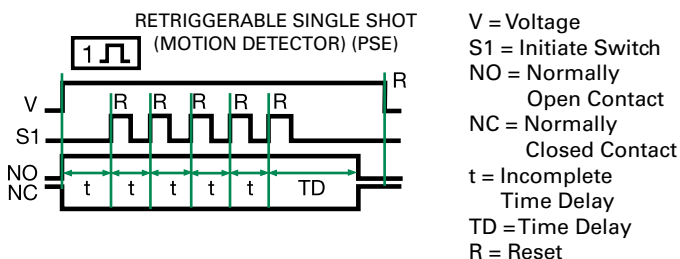 RETRIGGERABLE SINGLE SHOT
(MOTION DETECTOR) (PSE)
1
R
V
R R R R R
S1
NO
NC
t t t t t TD
V = Voltage
S1 = Initiate Switch
NO = Normally
Open Contact
NC = Normally
Closed Contact
t = Incomplete
Time Delay
TD = Time Delay
R = Reset